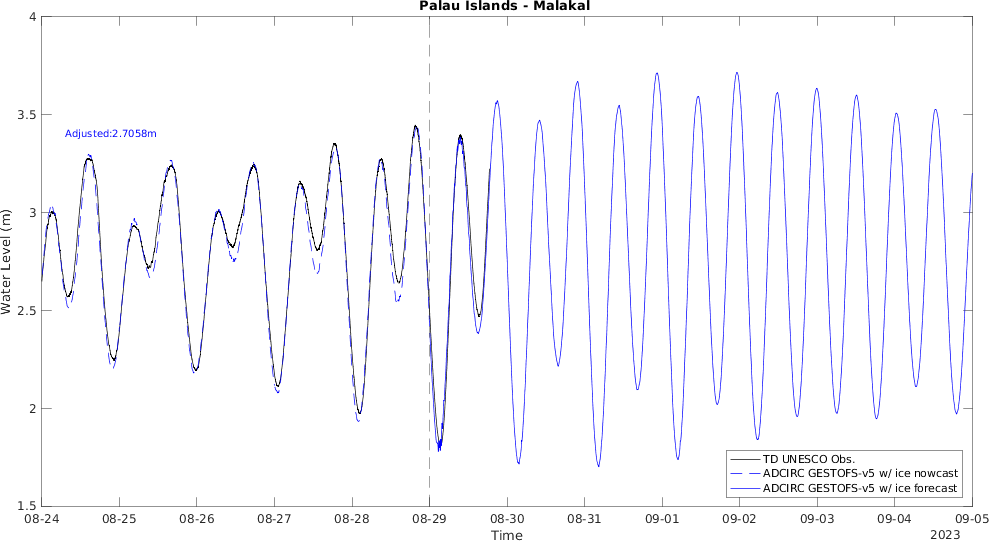 Palau Islands - Malakal
4
3.5
3
2.5
2
1.5
Water Level (m)
Adjusted:2.7058m
TD UNESCO Obs.
ADCIRC GESTOFS-v5 w/ ice nowcast
ADCIRC GESTOFS-v5 w/ ice forecast
08-24 08-25 08-26 08-27 08-28 08-29 08-30 08-31 09-01 09-02 09-03 09-04 09-05
Time
2023